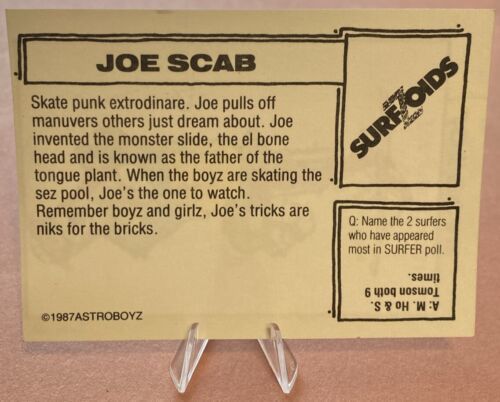 JOE SCAB
Skate punk extrodinare. Joe pulls off
manuvers others just dream about. Joe
invented the monster slide, the el bone
head and is known as the father of the
tongue plant. When the boyz are skating the
sez pool, Joe's the one to watch.
Remember boyz and girlz, Joe's tricks are
niks for the bricks.
©1987ASTROBOYZ
SURFZOIDS
Q: Name the 2 surfers
who have appeared
most in SURFER poll.
A: M. Ho & S.
Tomson both 9
times.